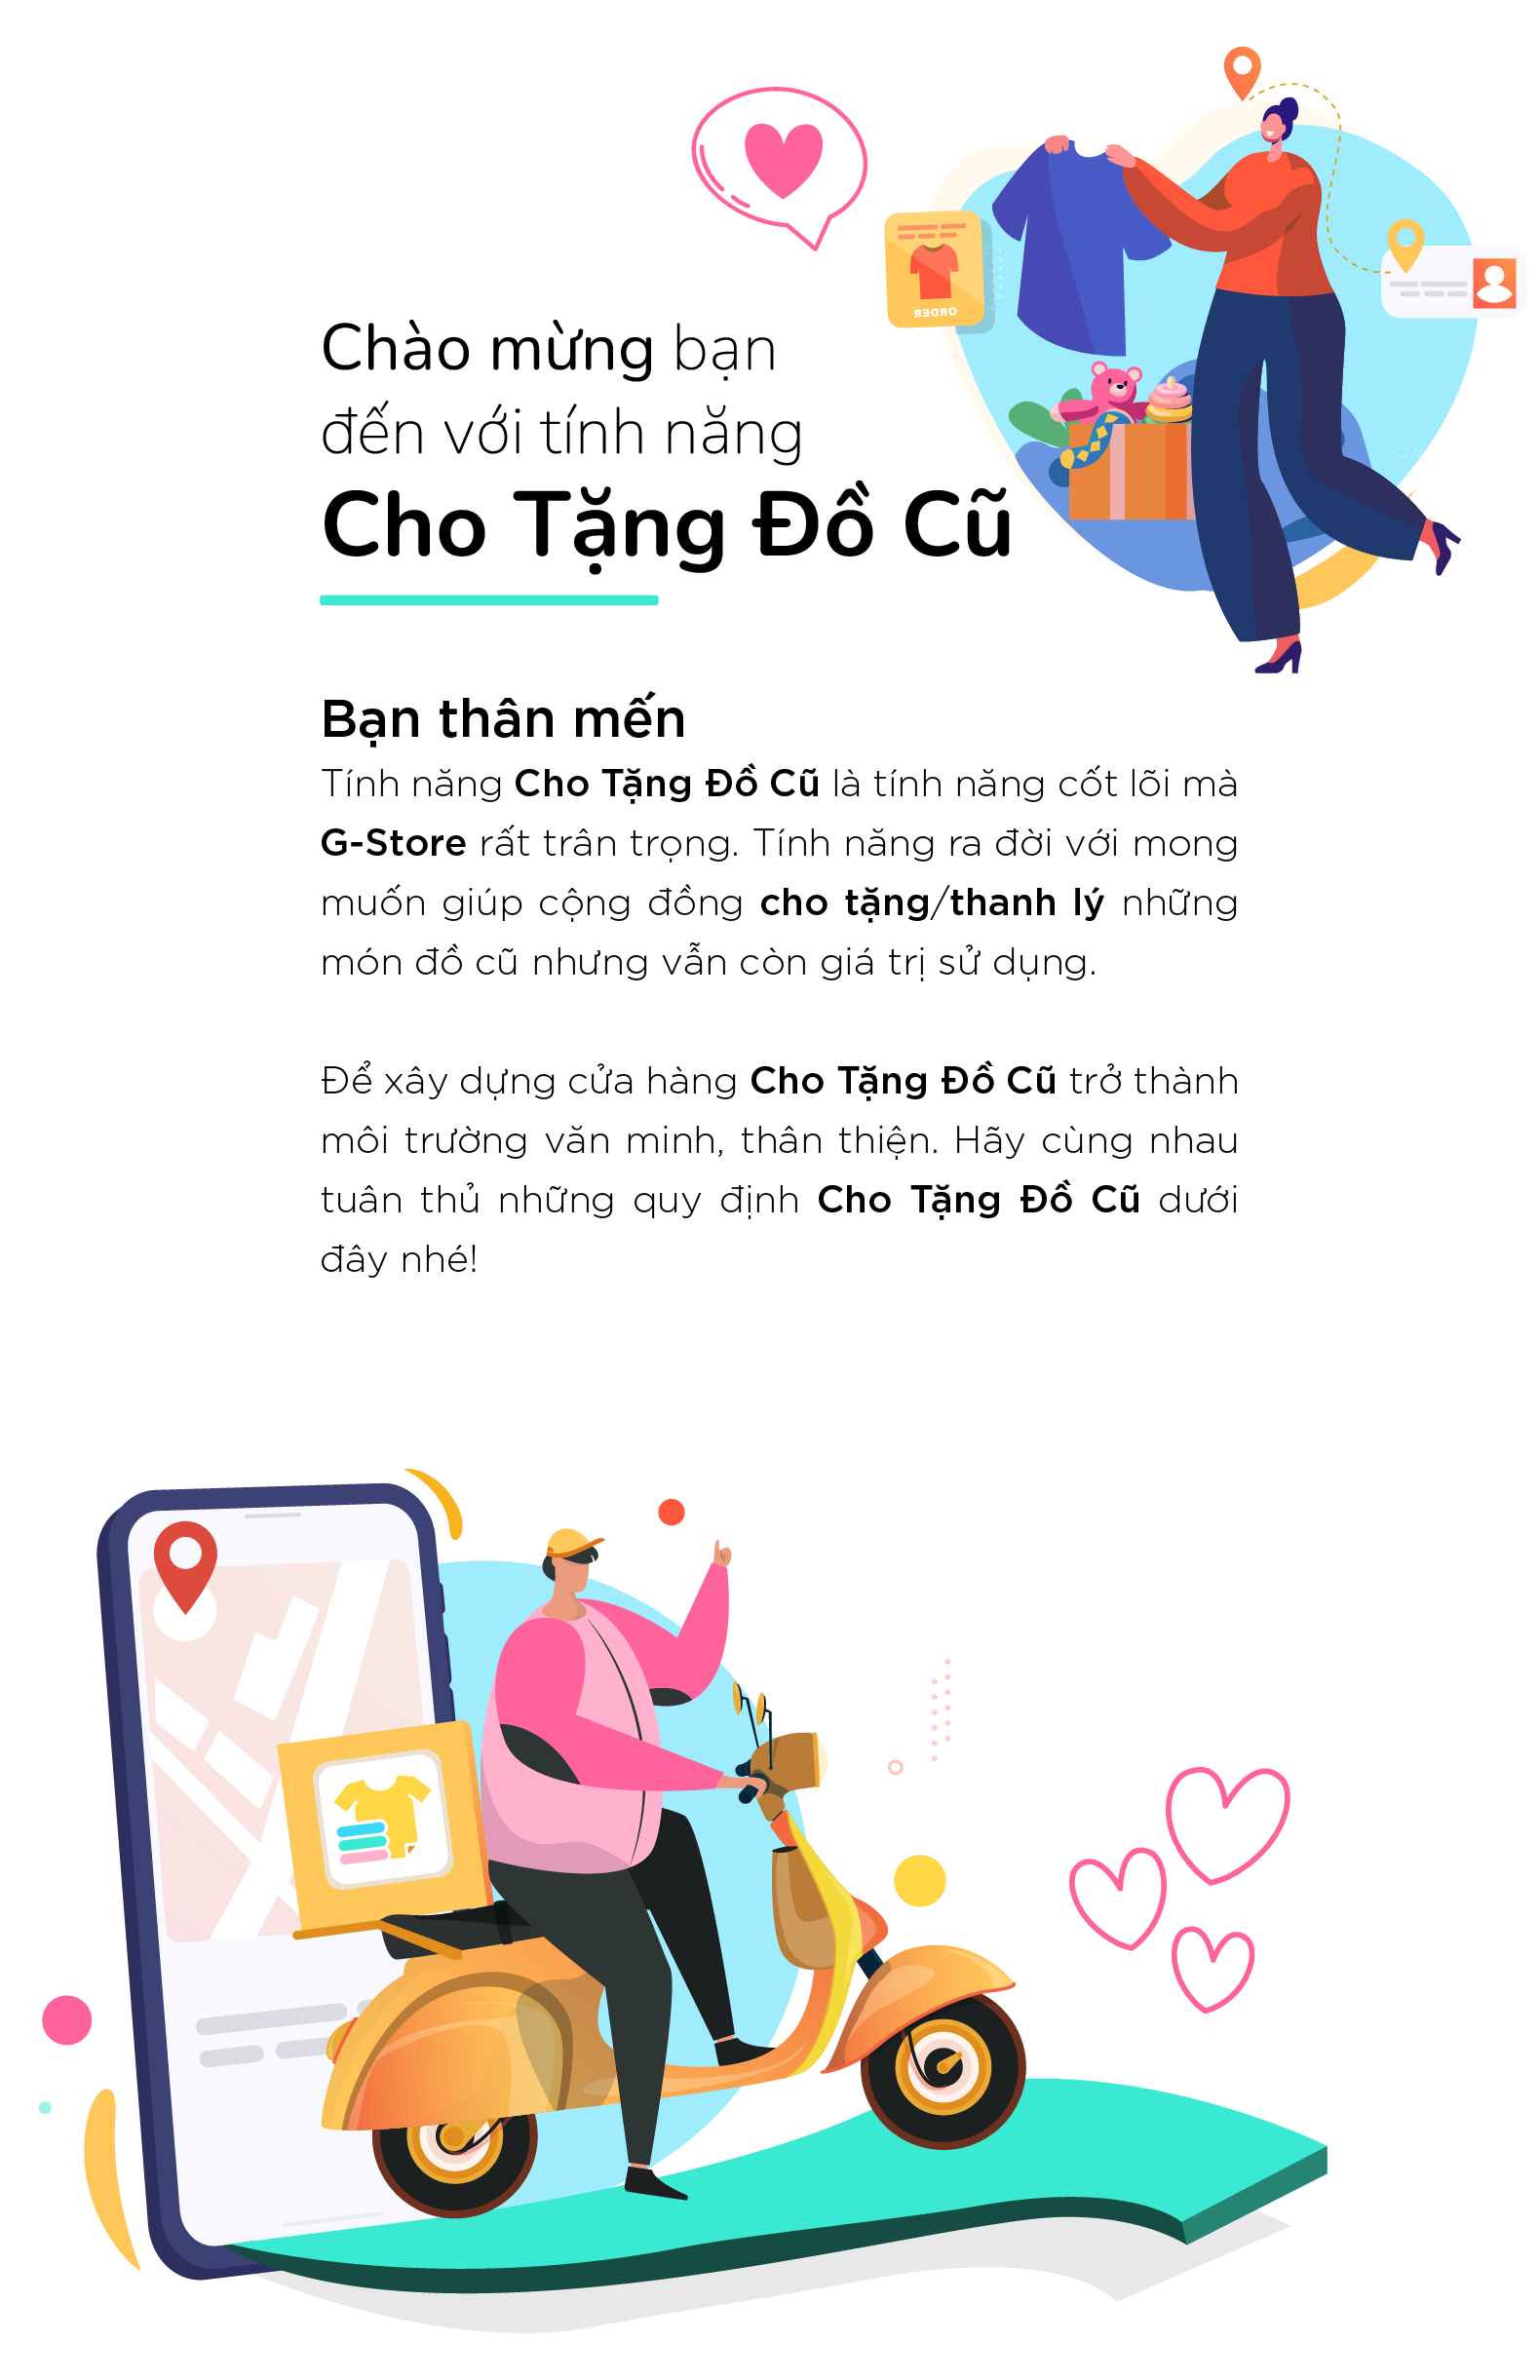 ORDER
Chào mừng bạn
đến với tính năng
Cho Tặng Đồ Cũ
Bạn thân mến
Tính năng Cho Tặng Đồ Cũ là tính năng cốt lõi mà
G-Store rất trân trọng. Tính năng ra đời với mong
muốn giúp cộng đồng cho tặng/thanh lý những
món đồ cũ nhưng vẫn còn giá trị sử dụng.
Để xây dựng cửa hàng Cho Tặng Đồ Cũ trở thành
môi trường văn minh, thân thiện. Hãy cùng nhau
tuân thủ những quy định Cho Tặng Đồ Cũ dưới
đây nhé!